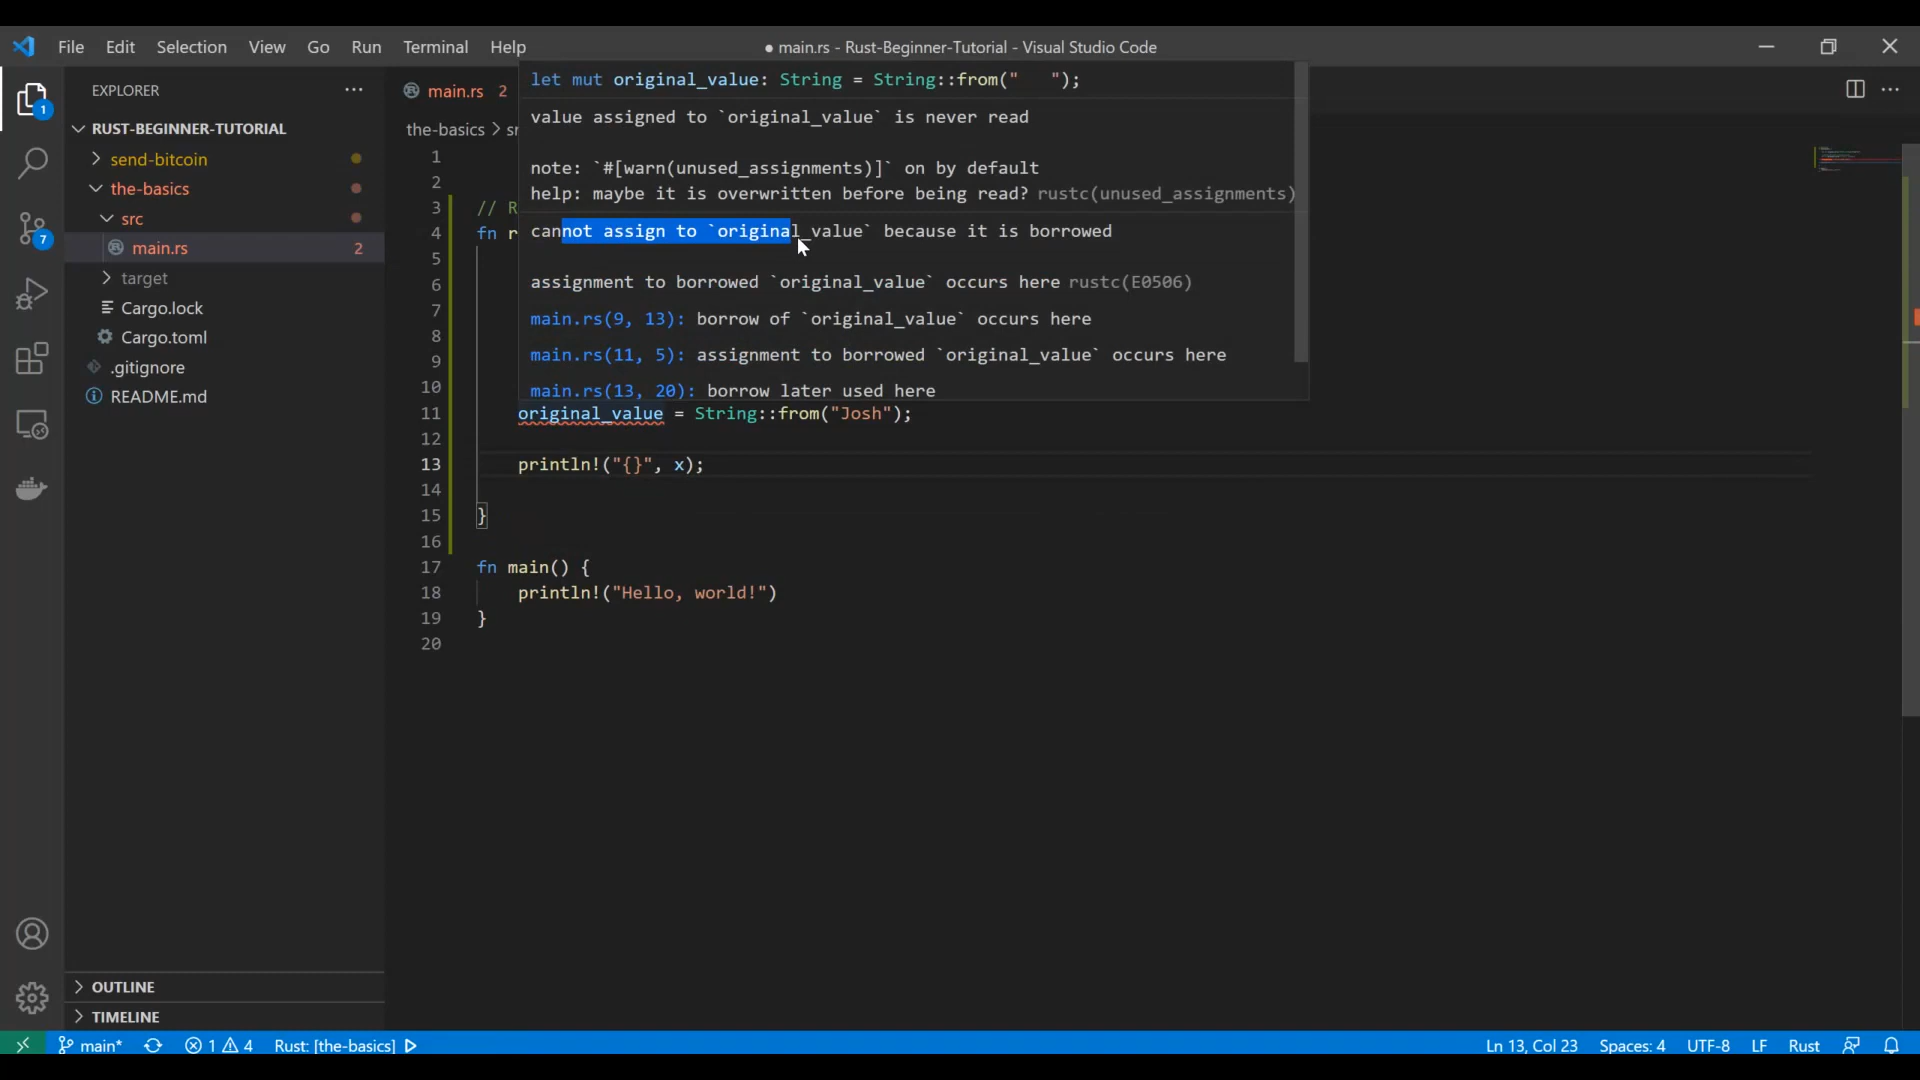 File Edit Selection View Go Run Terminal Help
● main.rs - Rust-Beginner-Tutorial - Visual Studio Code
EXPLORER
RUST-BEGINNER-TUTORIAL
send-bitcoin
the-basics
src
main.rs 2
target
Cargo.lock
Cargo.toml
.gitignore
README.md
OUTLINE
TIMELINE
1
7
main.rs 2
the-basics > sr
let mut original_value: String = String::from("   ");
value assigned to `original_value` is never read
note: `#[warn(unused_assignments)]` on by default
help: maybe it is overwritten before being read? rustc(unused_assignments)
cannot assign to `original_value` because it is borrowed
assignment to borrowed `original_value` occurs here rustc(E0506)
main.rs(9, 13): borrow of `original_value` occurs here
main.rs(11, 5): assignment to borrowed `original_value` occurs here
main.rs(13, 20): borrow later used here
1
2
3 // R
4 fn r
5
6
7
8
9
10
11 original_value = String::from("Josh");
12
13 println!("{}", x);
14
15 }
16
17 fn main() {
18 println!("Hello, world!")
19 }
20
main* 1 4 Rust: [the-basics]
Ln 13, Col 23 Spaces: 4 UTF-8 LF Rust